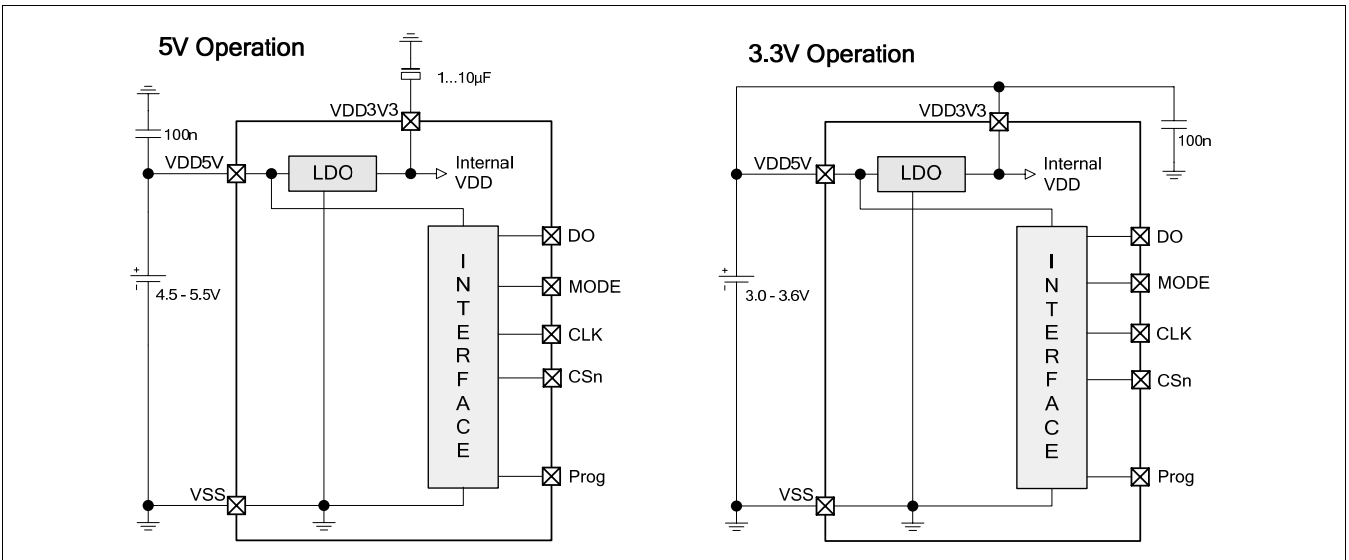 5V Operation
1...10µF
VDD3V3
100n
VDD5V
LDO
Internal
VDD
DO
INTERFACE
MODE
+
-
4.5 - 5.5V
CLK
CSn
Prog
VSS
3.3V Operation
VDD3V3
100n
VDD5V
LDO
Internal
VDD
DO
INTERFACE
MODE
+
-
3.0 - 3.6V
CLK
CSn
Prog
VSS